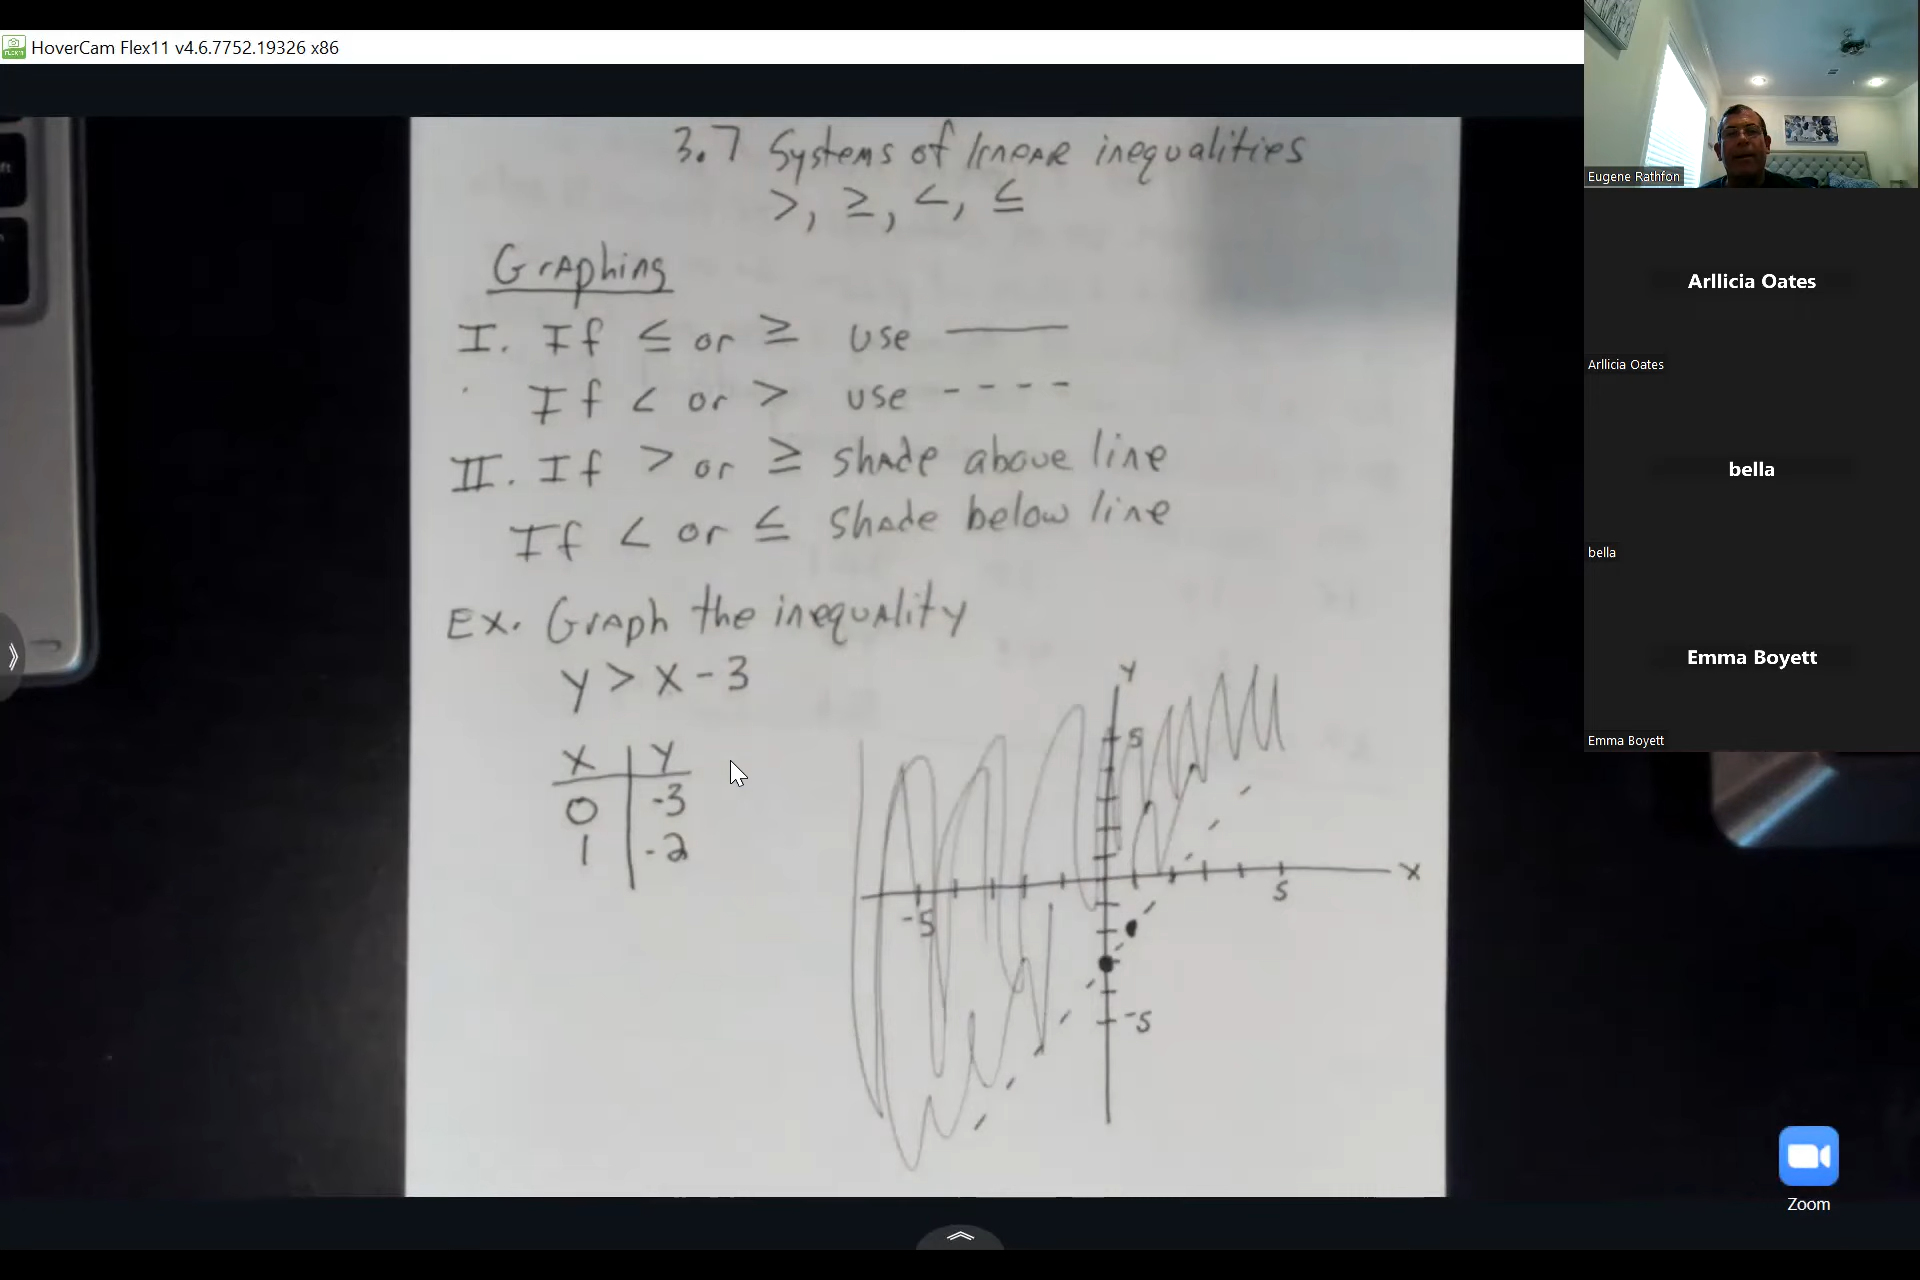 HoverCam Flex11 v4.6.7752.19326 x86
3.7 Systems of linear inequalities
>, ≥, <, ≤
Graphing
I. If ≤ or ≥ use ———
If < or > use - - - -
II. If > or ≥ shade above line
If < or ≤ shade below line
Ex. Graph the inequality
y > x - 3
x | y
0 | -3
1 | -2
y
5
x
-5
5
-5
Eugene Rathfon
Arllicia Oates
Arllicia Oates
bella
bella
Emma Boyett
Emma Boyett
Zoom